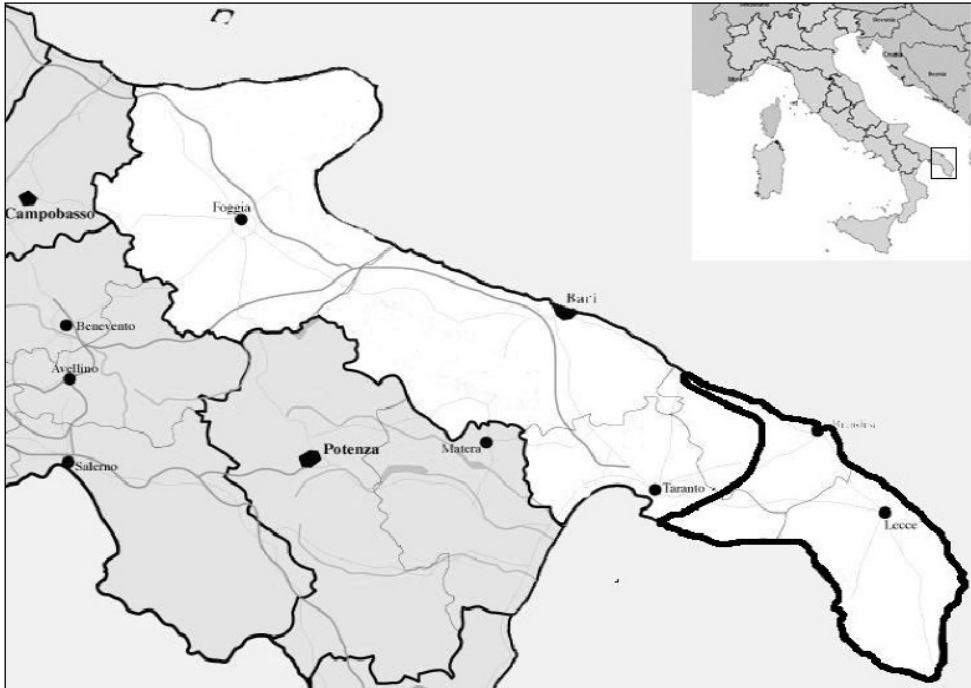 Campobasso
Foggia
Bari
Benevento
Avellino
Potenza
Matera
Salerno
Taranto
Lecce